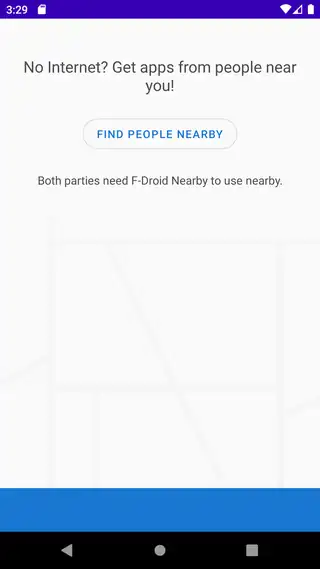 3:29
No Internet? Get apps from people near
you!
FIND PEOPLE NEARBY
Both parties need F-Droid Nearby to use nearby.